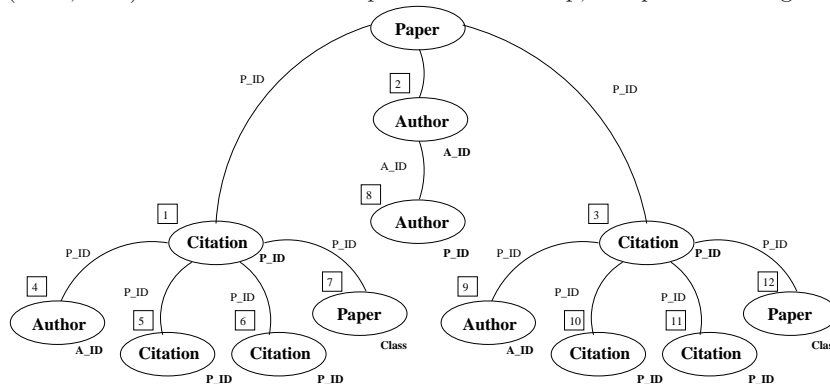 Paper
P_ID
2
P_ID
Author
A_ID
A_ID
8
1
Author
3
Citation
P_ID
P_ID
Citation
P_ID
P_ID
P_ID
P_ID
P_ID
4
7
9
12
P_ID
P_ID
P_ID
P_ID
5
6
10
11
Author
Paper
Author
Paper
A_ID
Citation
Citation
Class
A_ID
Citation
Citation
P_ID
P_ID
P_ID
P_ID